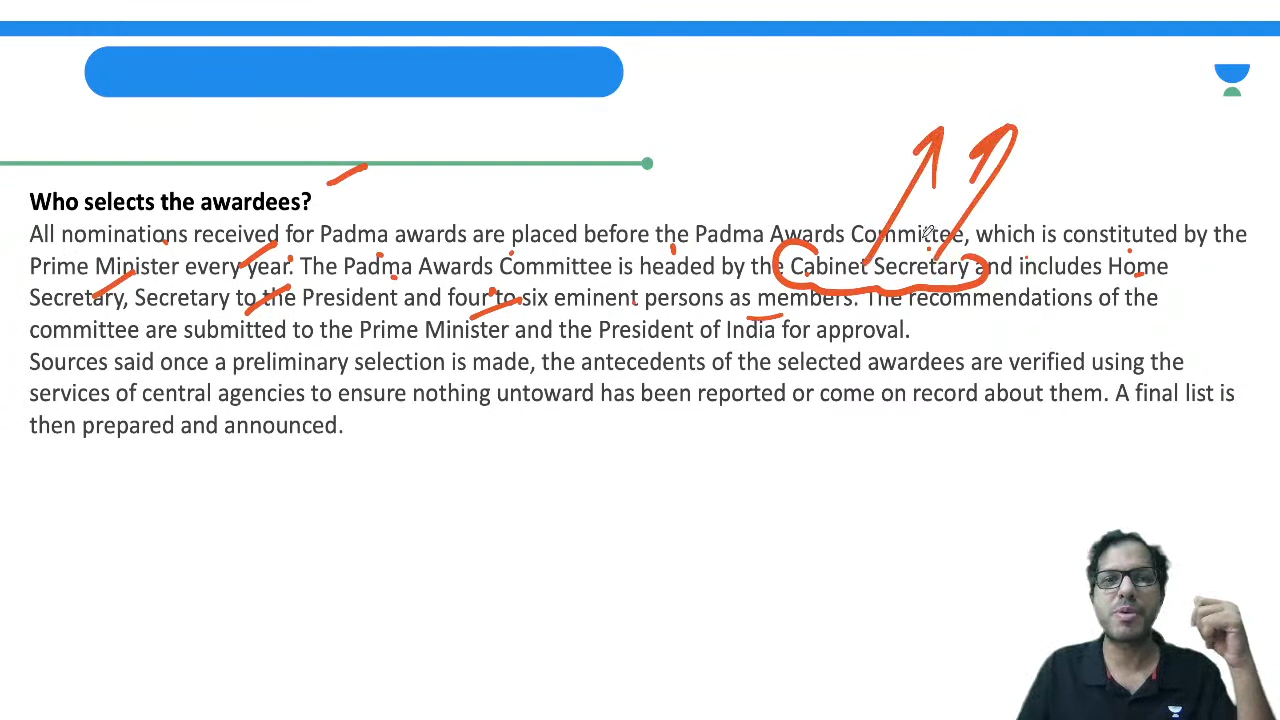 Who selects the awardees?
All nominations received for Padma awards are placed before the Padma Awards Committee, which is constituted by the
Prime Minister every year. The Padma Awards Committee is headed by the Cabinet Secretary and includes Home
Secretary, Secretary to the President and four to six eminent persons as members. The recommendations of the
committee are submitted to the Prime Minister and the President of India for approval.
Sources said once a preliminary selection is made, the antecedents of the selected awardees are verified using the
services of central agencies to ensure nothing untoward has been reported or come on record about them. A final list is
then prepared and announced.